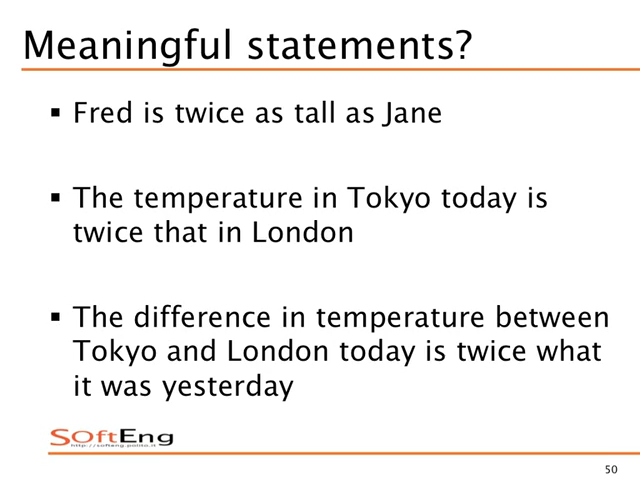 Meaningful statements?
Fred is twice as tall as Jane
The temperature in Tokyo today is
twice that in London
The difference in temperature between
Tokyo and London today is twice what
it was yesterday
SOftEng
http://softeng.polito.it
50